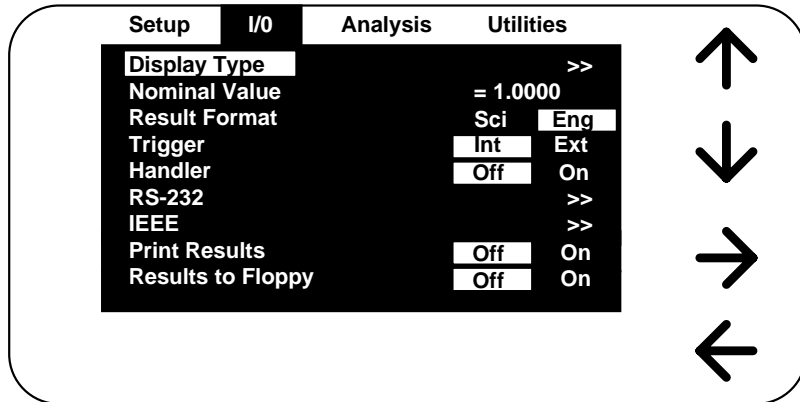 Setup I/0 Analysis Utilities
Display Type >>
Nominal Value = 1.0000
Result Format Sci Eng
Trigger Int Ext
Handler Off On
RS-232 >>
IEEE >>
Print Results Off On
Results to Floppy Off On